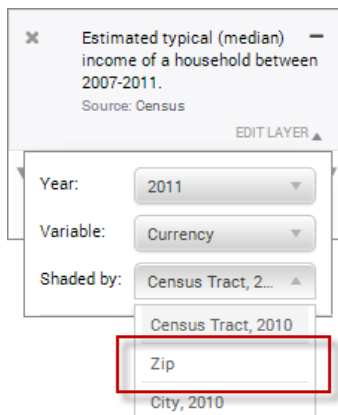 Estimated typical (median)
income of a household between
2007-2011.
Source: Census
EDIT LAYER
Year: 2011
Variable: Currency
Shaded by: Census Tract, 2...
Census Tract, 2010
Zip
City, 2010